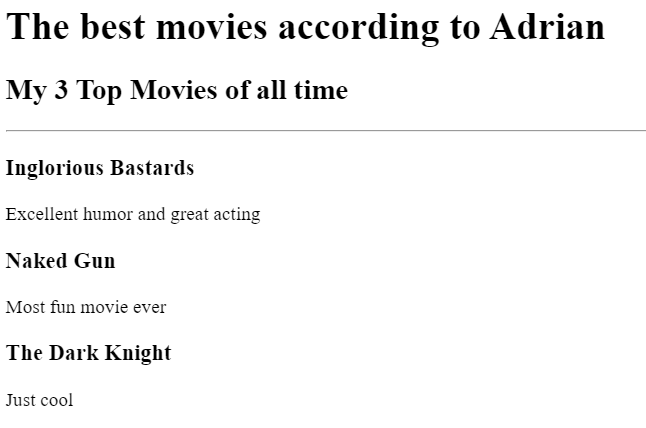 The best movies according to Adrian
My 3 Top Movies of all time
Inglorious Bastards
Excellent humor and great acting
Naked Gun
Most fun movie ever
The Dark Knight
Just cool